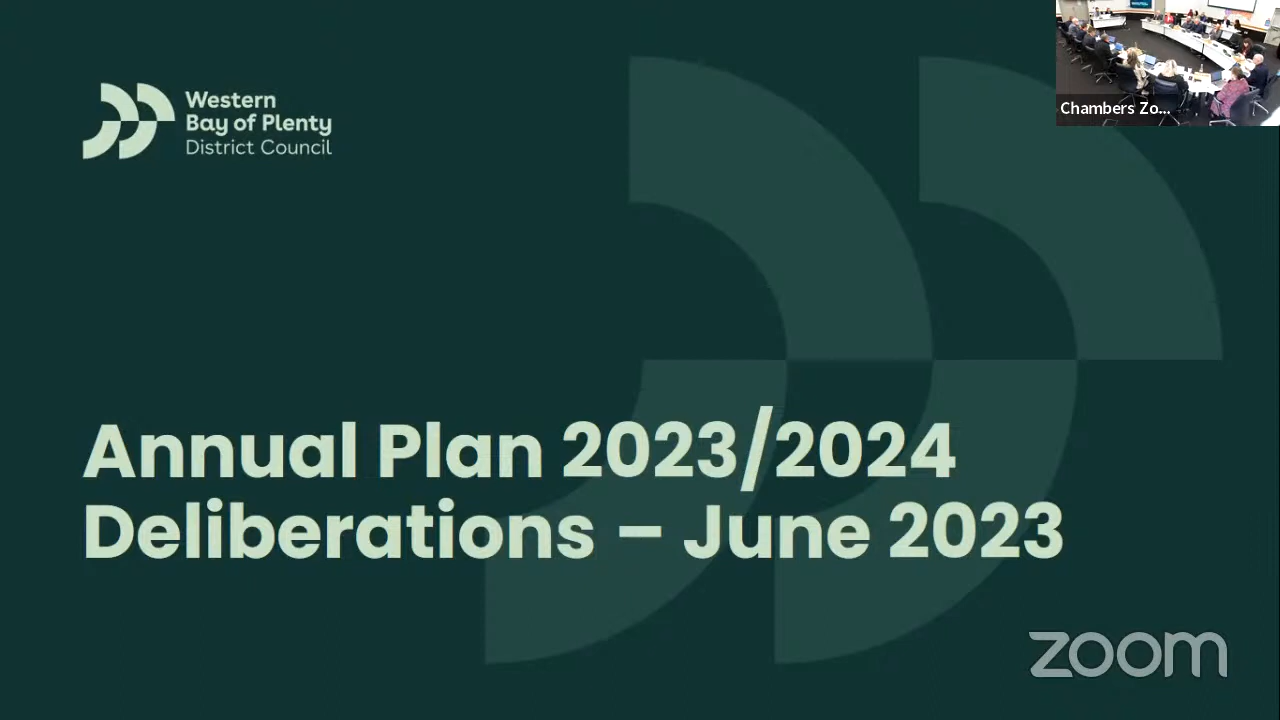 Western
Bay of Plenty
District Council
Chambers Zo...
Annual Plan 2023/2024
Deliberations – June 2023
zoom